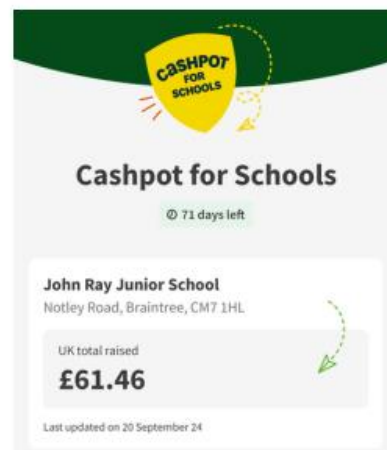 CaSHPOT
FOR
SCHOOLS
Cashpot for Schools
71 days left
John Ray Junior School
Notley Road, Braintree, CM7 1HL
UK total raised
£61.46
Last updated on 20 September 24